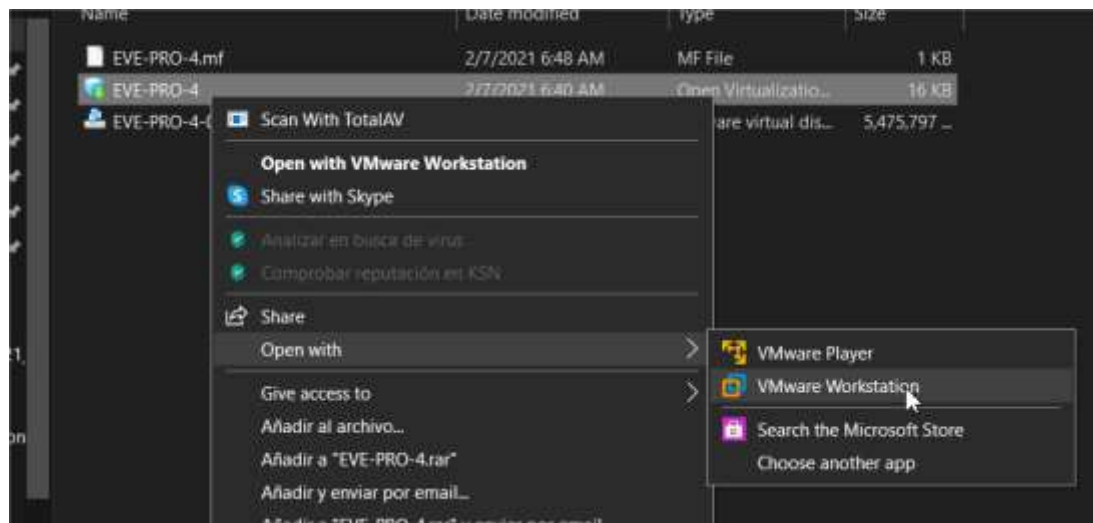 Name Date modified Type Size
EVE-PRO-4.mf 2/7/2021 6:48 AM MF File 1 KB
EVE-PRO-4 2/7/2021 6:40 AM Open Virtualizatio... 16 KB
EVE-PRO-4- are virtual dis... 5,475,797 ...
Scan With TotalAV
Open with VMware Workstation
Share with Skype
Analizar en busca de virus
Comprobar reputación en KSN
Share
Open with
VMware Player
VMware Workstation
Search the Microsoft Store
Choose another app
Give access to
Añadir al archivo...
Añadir a "EVE-PRO-4.rar"
Añadir y enviar por email...